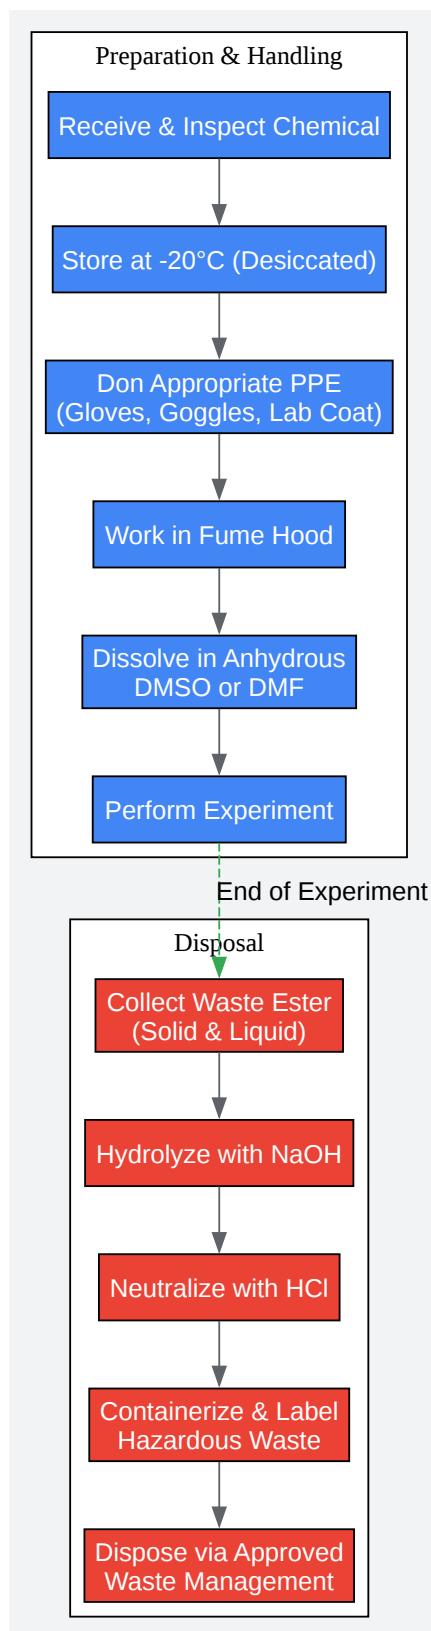 Preparation & Handling
Receive & Inspect Chemical
Store at -20°C (Desiccated)
Don Appropriate PPE
(Gloves, Goggles, Lab Coat)
Work in Fume Hood
Dissolve in Anhydrous
DMSO or DMF
Perform Experiment
End of Experiment
Disposal
Collect Waste Ester
(Solid & Liquid)
Hydrolyze with NaOH
Neutralize with HCl
Containerize & Label
Hazardous Waste
Dispose via Approved
Waste Management